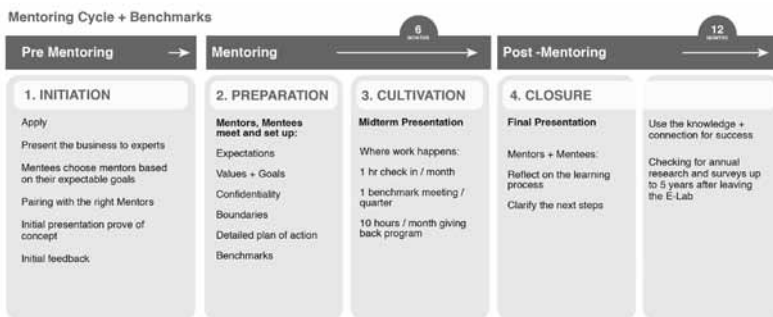 Mentoring Cycle + Benchmarks
6
MONTHS
12
MONTHS
Pre Mentoring
Mentoring
Post -Mentoring
1. INITIATION
Apply
Present the business to experts
Mentees choose mentors based
on their expectable goals
Pairing with the right Mentors
Initial presentation prove of
concept
Initial feedback
2. PREPARATION
Mentors, Mentees
meet and set up:
Expectations
Values + Goals
Confidentiality
Boundaries
Detailed plan of action
Benchmarks
3. CULTIVATION
Midterm Presentation
Where work happens:
1 hr check in / month
1 benchmark meeting /
quarter
10 hours / month giving
back program
4. CLOSURE
Final Presentation
Mentors + Mentees:
Reflect on the learning
process
Clarify the next steps
Use the knowledge +
connection for success
Checking for annual
research and surveys up
to 5 years after leaving
the E-Lab